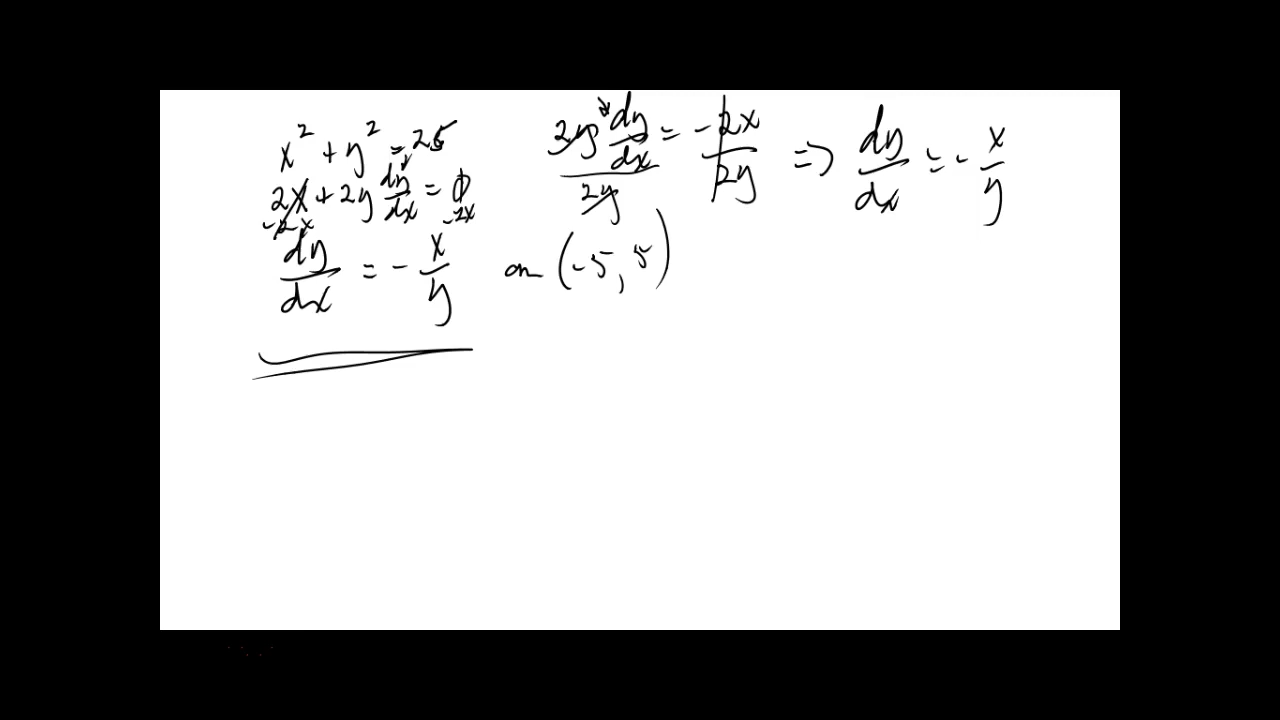 x² + y² = 25
2x + 2y dy/dx = 0
-2x -2x
dy/dx = - x/y on (-5, 5)
2y dy/dx / 2y = - 2x / 2y ⇒ dy/dx = - x/y